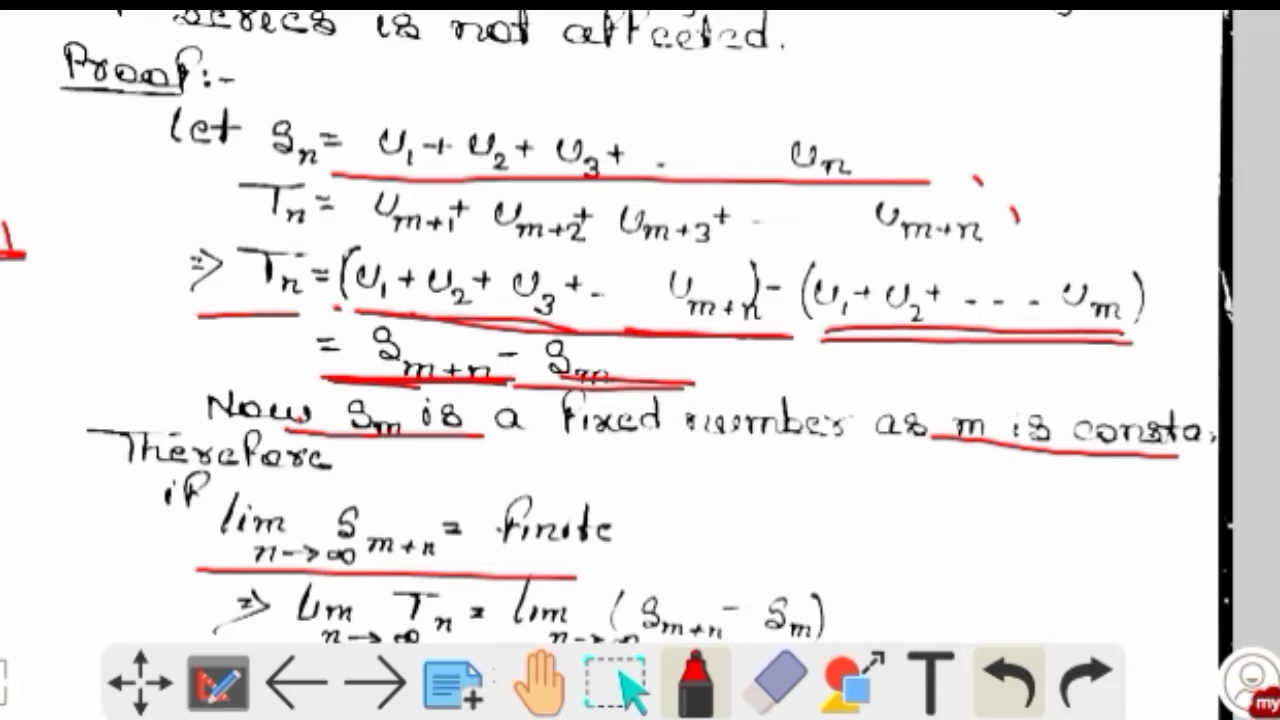 series is not affected.
Proof:-
let Sₙ = U₁ + U₂ + U₃ + . Uₙ
Tₙ = Uₘ₊₁ + Uₘ₊₂ + Uₘ₊₃ + - Uₘ₊ₙ
⇒ Tₙ = (U₁ + U₂ + U₃ + - . Uₘ₊ₙ) - (U₁ + U₂ + - - - . Uₘ)
= Sₘ₊ₙ - Sₘ
Now Sₘ is a fixed number as m is consta.
Therefore
if
lim n→∞ Sₘ₊ₙ = finite
⇒ Lim n→∞ Tₙ = lim n→∞ (Sₘ₊ₙ - Sₘ)
1
T
my